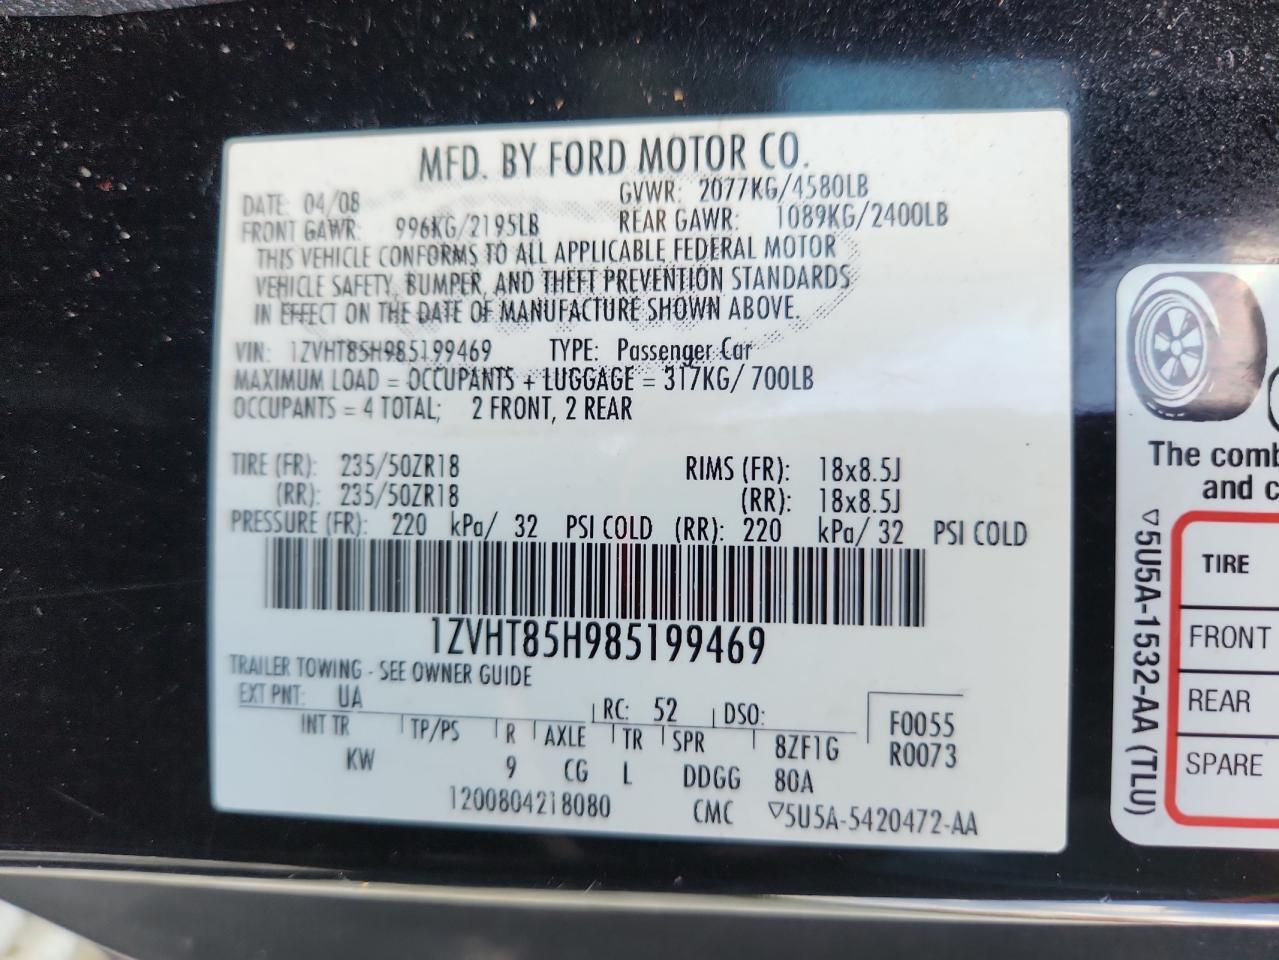 MFD. BY FORD MOTOR CO.
DATE: 04/08 GVWR: 2077KG/4580LB
FRONT GAWR: 996KG/2195LB REAR GAWR: 1089KG/2400LB
THIS VEHICLE CONFORMS TO ALL APPLICABLE FEDERAL MOTOR
VEHICLE SAFETY, BUMPER, AND THEFT PREVENTION STANDARDS
IN EFFECT ON THE DATE OF MANUFACTURE SHOWN ABOVE.
VIN: 1ZVHT85H985199469 TYPE: Passenger Car
MAXIMUM LOAD = OCCUPANTS + LUGGAGE = 317KG/ 700LB
OCCUPANTS = 4 TOTAL; 2 FRONT, 2 REAR
TIRE (FR): 235/50ZR18 RIMS (FR): 18x8.5J
(RR): 235/50ZR18 (RR): 18x8.5J
PRESSURE (FR): 220 kPa/ 32 PSI COLD (RR): 220 kPa/ 32 PSI COLD
1ZVHT85H985199469
TRAILER TOWING - SEE OWNER GUIDE
EXT PNT: UA RC: 52 DSO: F0055
INT TR TP/PS R AXLE TR SPR 8ZF1G R0073
KW 9 CG L DDGG 80A
1200804218080 CMC ▽5U5A-5420472-AA
The comb
and c
TIRE
FRONT
REAR
SPARE
▽5U5A-1532-AA (TLU)